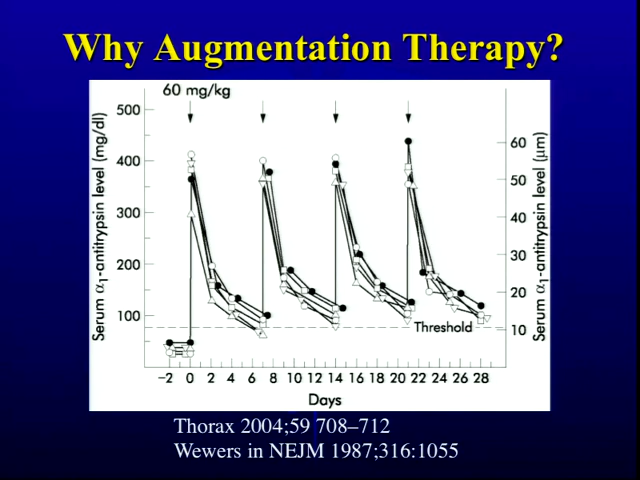 Why Augmentation Therapy?
60 mg/kg
Serum α₁-antitrypsin level (mg/dl)
500
400
300
200
100
60
50
40
30
20
10
Serum α₁-antitrypsin level (μm)
Threshold
−2 0 2 4 6 8 10 12 14 16 18 20 22 24 26 28
Days
Thorax 2004;59 708–712
Wewers in NEJM 1987;316:1055